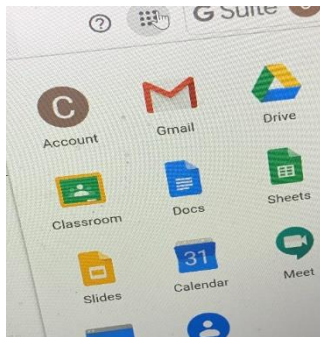 G Suite
C
Account
Gmail
Drive
Classroom
Docs
Sheets
31
Slides
Calendar
Meet